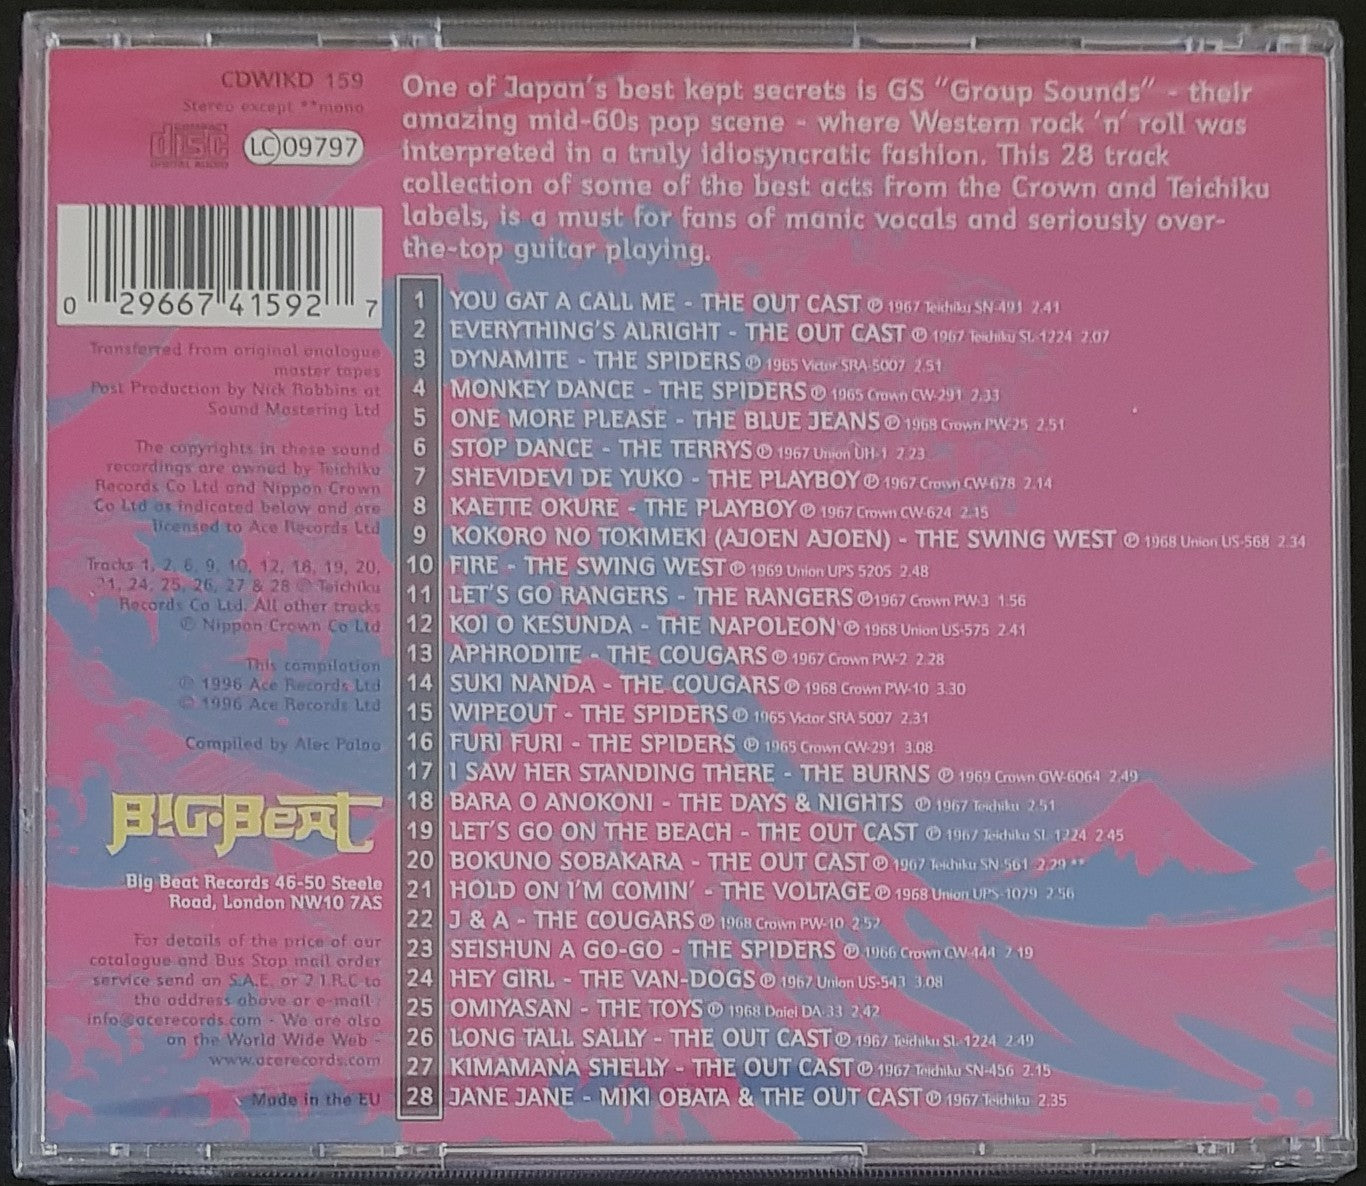 CDWIKD 159
Stereo except **mono
COMPACT
disc
DIGITAL AUDIO
LC 09797
0 29667 41592 7
Transferred from original analogue
master tapes
Post Production by Nick Robbins at
Sound Mastering Ltd
The copyrights in these sound
recordings are owned by Teichiku
Records Co Ltd and Nippon Crown
Co Ltd as indicated below and are
licensed to Ace Records Ltd
Tracks 1, 2, 6, 9, 10, 12, 18, 19, 20,
21, 24, 25, 26, 27 & 28 ℗ Teichiku
Records Co Ltd. All other tracks
℗ Nippon Crown Co Ltd
This compilation
℗ 1996 Ace Records Ltd
© 1996 Ace Records Ltd
Compiled by Alec Palao
BIG•BEAT
Big Beat Records 46-50 Steele
Road, London NW10 7AS
For details of the price of our
catalogue and Bus Stop mail order
service send an S.A.E. or 2 I.R.C to
the address above or e-mail:
info@acerecords.com - We are also
on the World Wide Web -
www.acerecords.com
Made in the EU
One of Japan's best kept secrets is GS "Group Sounds" - their
amazing mid-60s pop scene - where Western rock 'n' roll was
interpreted in a truly idiosyncratic fashion. This 28 track
collection of some of the best acts from the Crown and Teichiku
labels, is a must for fans of manic vocals and seriously over-
the-top guitar playing.
1 YOU GAT A CALL ME - THE OUT CAST ℗ 1967 Teichiku SN-491 2.41
2 EVERYTHING'S ALRIGHT - THE OUT CAST ℗ 1967 Teichiku SL-1224 2.07
3 DYNAMITE - THE SPIDERS ℗ 1965 Victor SRA-5007 2.51
4 MONKEY DANCE - THE SPIDERS ℗ 1965 Crown CW-291 2.33
5 ONE MORE PLEASE - THE BLUE JEANS ℗ 1968 Crown PW-25 2.51
6 STOP DANCE - THE TERRYS ℗ 1967 Union UH-1 2.23
7 SHEVIDEVI DE YUKO - THE PLAYBOY ℗ 1967 Crown CW-678 2.14
8 KAETTE OKURE - THE PLAYBOY ℗ 1967 Crown CW-624 2.15
9 KOKORO NO TOKIMEKI (AJOEN AJOEN) - THE SWING WEST ℗ 1968 Union US-568 2.34
10 FIRE - THE SWING WEST ℗ 1969 Union UPS 5205 2.48
11 LET'S GO RANGERS - THE RANGERS ℗1967 Crown PW-3 1.56
12 KOI O KESUNDA - THE NAPOLEON ℗ 1968 Union US-575 2.41
13 APHRODITE - THE COUGARS ℗ 1967 Crown PW-2 2.28
14 SUKI NANDA - THE COUGARS ℗ 1968 Crown PW-10 3.30
15 WIPEOUT - THE SPIDERS ℗ 1965 Victor SRA 5007 2.31
16 FURI FURI - THE SPIDERS ℗ 1965 Crown CW-291 3.08
17 I SAW HER STANDING THERE - THE BURNS ℗ 1969 Crown GW-6064 2.49
18 BARA O ANOKONI - THE DAYS & NIGHTS ℗ 1967 Teichiku 2.51
19 LET'S GO ON THE BEACH - THE OUT CAST ℗ 1967 Teichiku SL 1224 2.45
20 BOKUNO SOBAKARA - THE OUT CAST ℗ 1967 Teichiku SN-561 2.29 **
21 HOLD ON I'M COMIN' - THE VOLTAGE ℗ 1968 Union UPS-1079 2.56
22 J & A - THE COUGARS ℗ 1968 Crown PW-10 2.52
23 SEISHUN A GO-GO - THE SPIDERS ℗ 1966 Crown CW-444 2 19
24 HEY GIRL - THE VAN-DOGS ℗ 1967 Union US-543 3.08
25 OMIYASAN - THE TOYS ℗ 1968 Daiei DA-33 2.42
26 LONG TALL SALLY - THE OUT CAST ℗ 1967 Teichiku SL-1224 2.49
27 KIMAMANA SHELLY - THE OUT CAST ℗ 1967 Teichiku SN-456 2.15
28 JANE JANE - MIKI OBATA & THE OUT CAST ℗ 1967 Teichiku 2.35